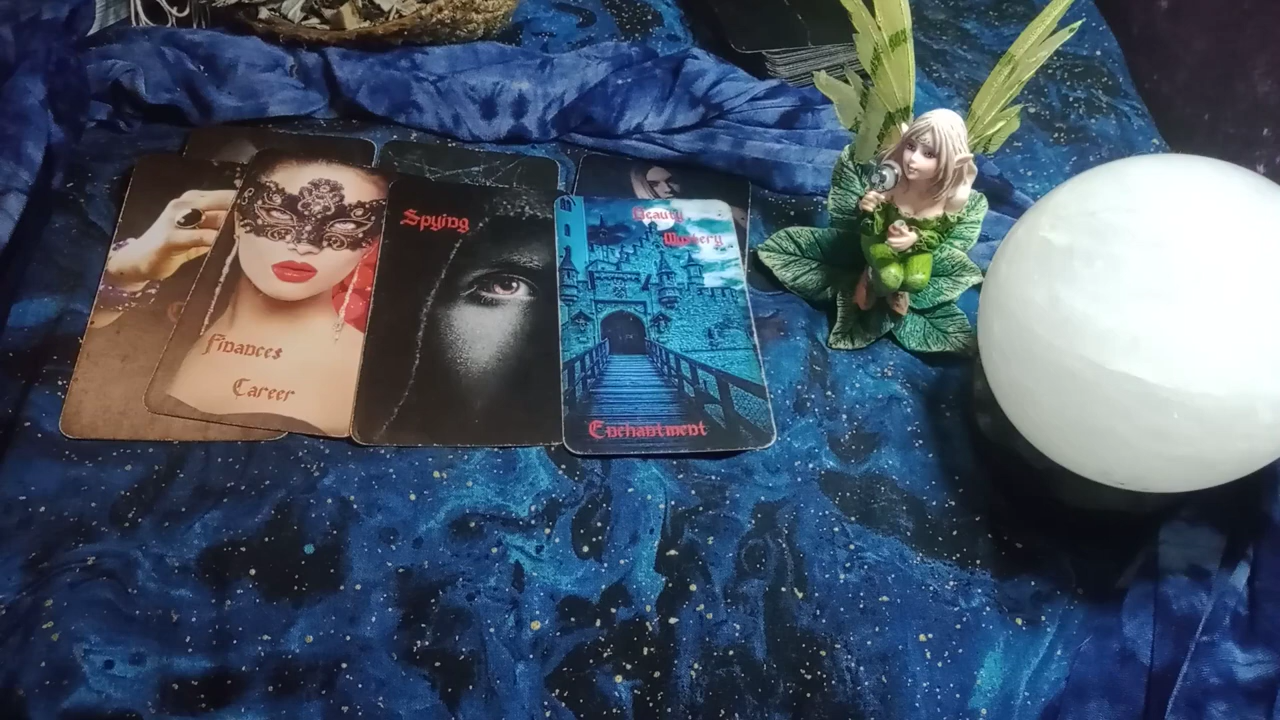 Finances
Career
Spying
Beauty
Mystery
Enchantment